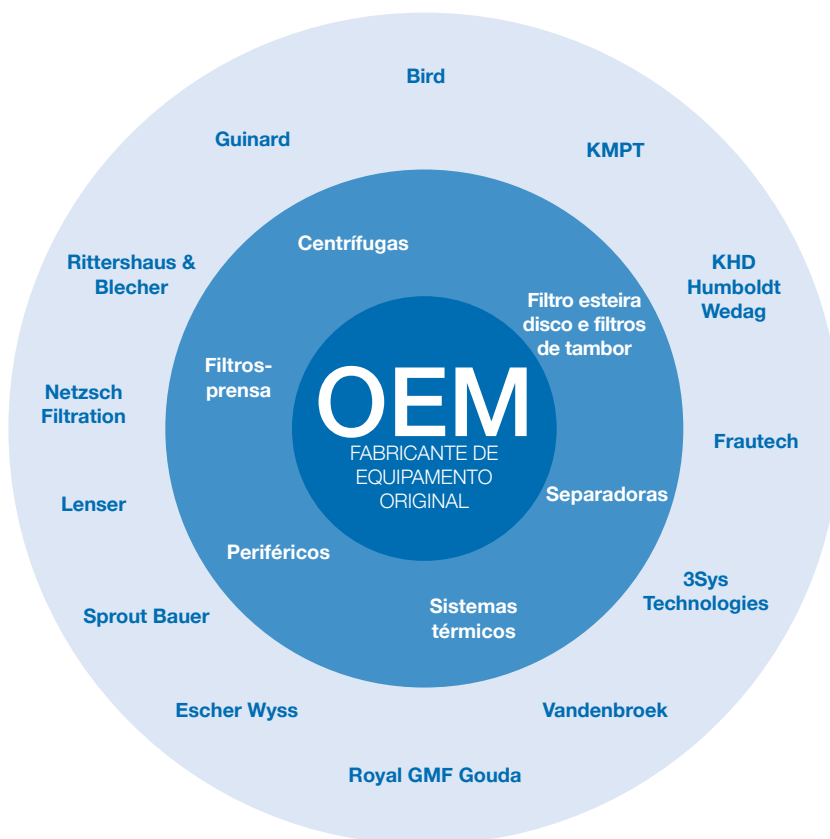 Bird
Guinard
KMPT
Centrífugas
Rittershaus &
Blecher
KHD
Humboldt
Wedag
Filtro esteira
disco e filtros
de tambor
Filtros-
prensa
OEM
FABRICANTE DE
EQUIPAMENTO
ORIGINAL
Netzsch
Filtration
Frautech
Lenser
Separadoras
Periféricos
3Sys
Technologies
Sistemas
térmicos
Sprout Bauer
Escher Wyss
Vandenbroek
Royal GMF Gouda